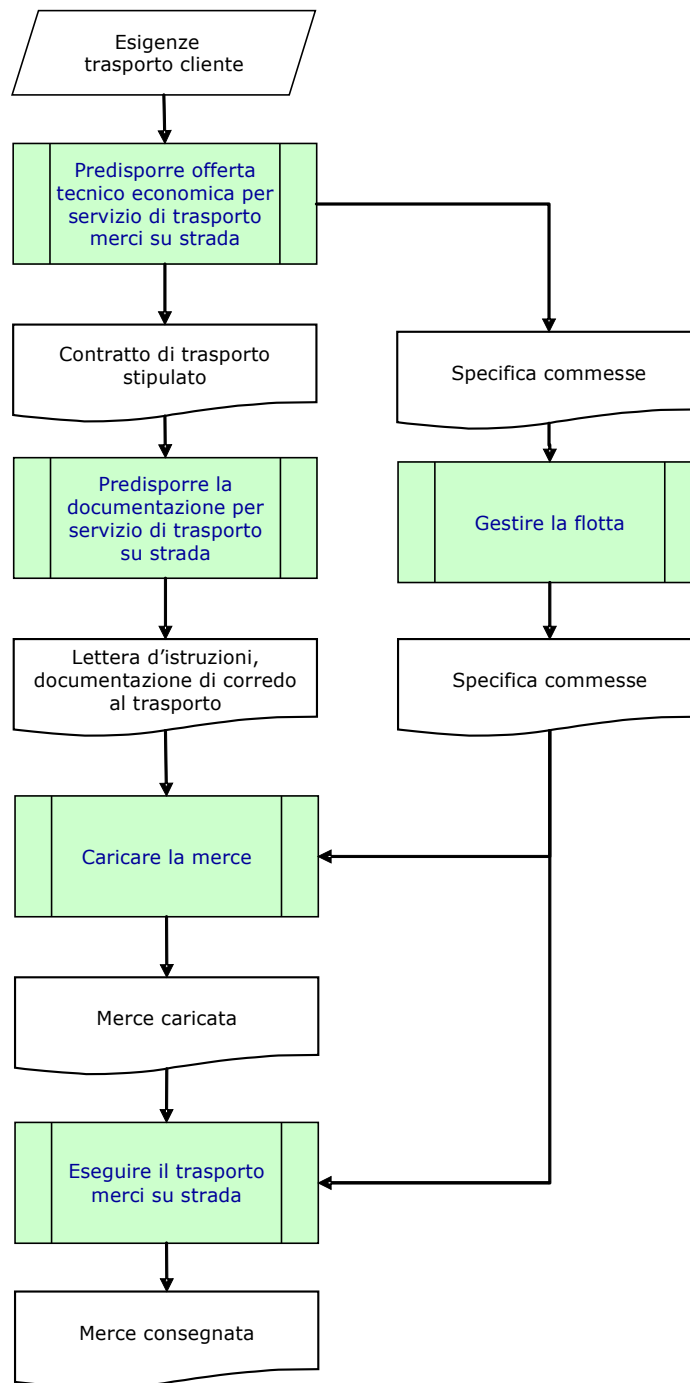 Esigenze
trasporto cliente
Predisporre offerta
tecnico economica per
servizio di trasporto
merci su strada
Contratto di trasporto
stipulato
Specifica commesse
Predisporre la
documentazione per
servizio di trasporto
su strada
Gestire la flotta
Lettera d’istruzioni,
documentazione di corredo
al trasporto
Specifica commesse
Caricare la merce
Merce caricata
Eseguire il trasporto
merci su strada
Merce consegnata